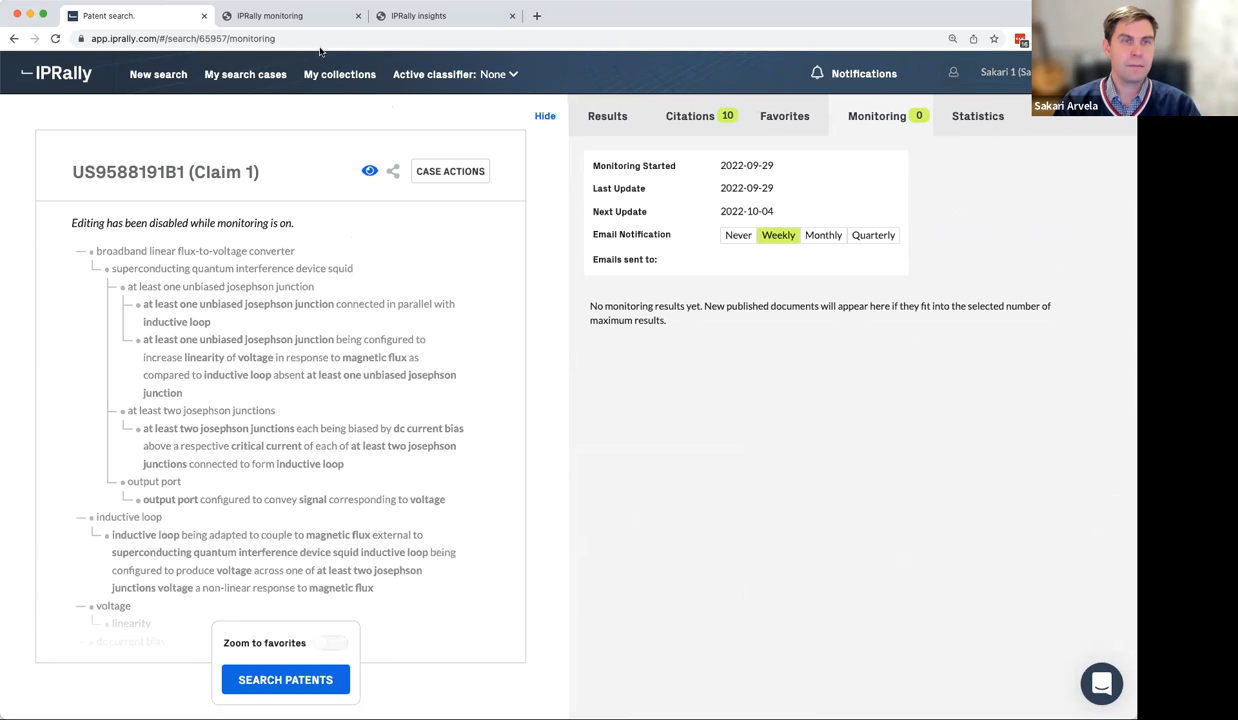 Patent search.
IPRally monitoring
IPRally insights
app.iprally.com/#/search/65957/monitoring
16
IPRally
New search
My search cases
My collections
Active classifier: None
Notifications
Sakari 1 (Sa
Sakari Arvela
Hide
Results
Citations 10
Favorites
Monitoring 0
Statistics
US9588191B1 (Claim 1)
CASE ACTIONS
Editing has been disabled while monitoring is on.
broadband linear flux-to-voltage converter
superconducting quantum interference device squid
at least one unbiased josephson junction
at least one unbiased josephson junction connected in parallel with
inductive loop
at least one unbiased josephson junction being configured to
increase linearity of voltage in response to magnetic flux as
compared to inductive loop absent at least one unbiased josephson
junction
at least two josephson junctions
at least two josephson junctions each being biased by dc current bias
above a respective critical current of each of at least two josephson
junctions connected to form inductive loop
output port
output port configured to convey signal corresponding to voltage
inductive loop
inductive loop being adapted to couple to magnetic flux external to
superconducting quantum interference device squid inductive loop being
configured to produce voltage across one of at least two josephson
junctions voltage a non-linear response to magnetic flux
voltage
linearity
dc current bias
Zoom to favorites
SEARCH PATENTS
Monitoring Started 2022-09-29
Last Update 2022-09-29
Next Update 2022-10-04
Email Notification Never Weekly Monthly Quarterly
Emails sent to:
No monitoring results yet. New published documents will appear here if they fit into the selected number of
maximum results.